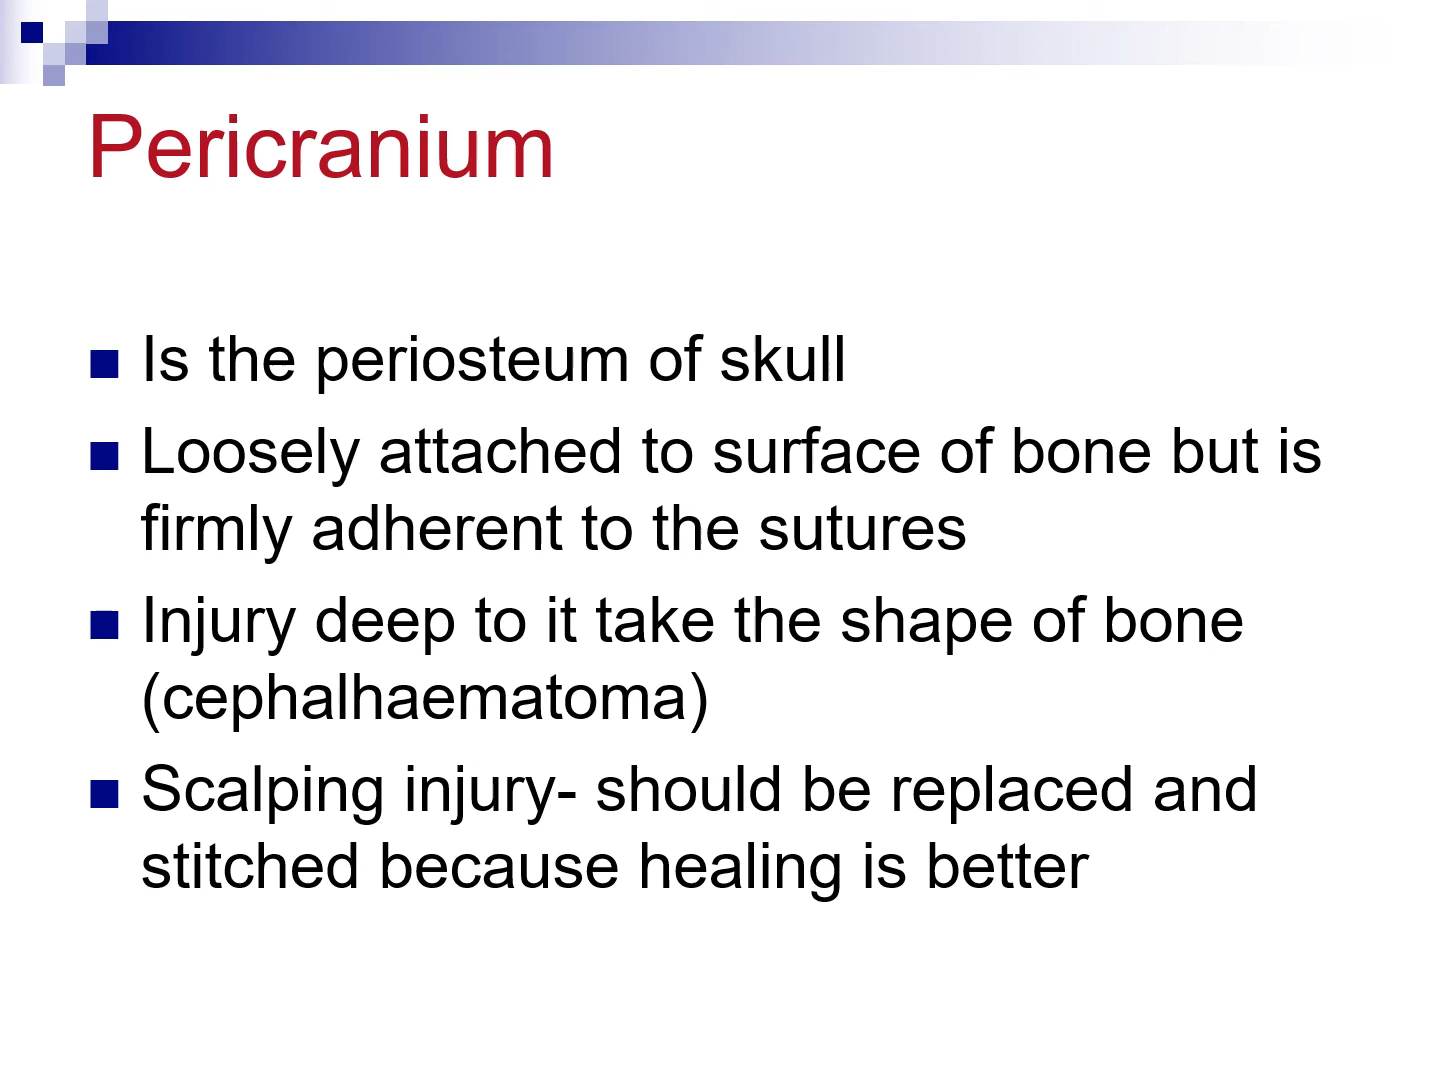 Pericranium
Is the periosteum of skull
Loosely attached to surface of bone but is
firmly adherent to the sutures
Injury deep to it take the shape of bone
(cephalhaematoma)
Scalping injury- should be replaced and
stitched because healing is better